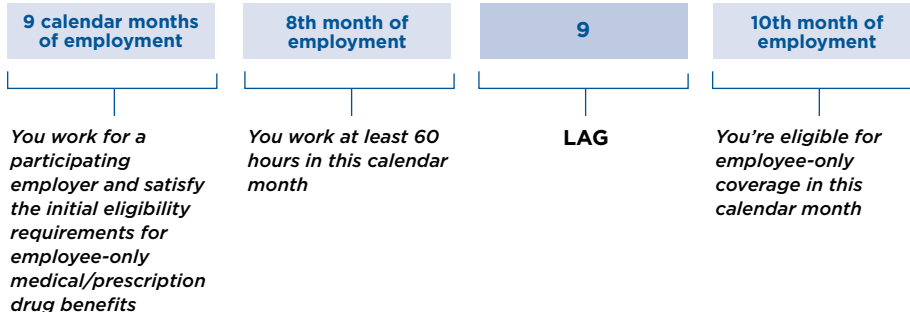 9 calendar months
of employment
8th month of
employment
9
10th month of
employment
You work for a
participating
employer and satisfy
the initial eligibility
requirements for
employee-only
medical/prescription
drug benefits
You work at least 60
hours in this calendar
month
LAG
You're eligible for
employee-only
coverage in this
calendar month